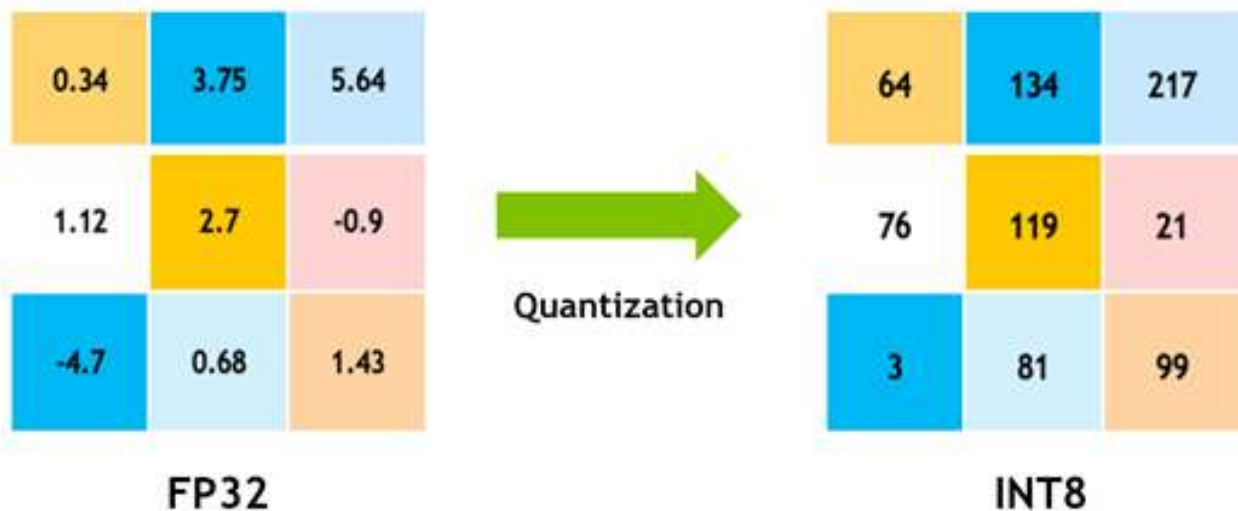 0.34 3.75 5.64 64 134 217
1.12 2.7 -0.9 76 119 21
Quantization
-4.7 0.68 1.43 3 81 99
FP32 INT8